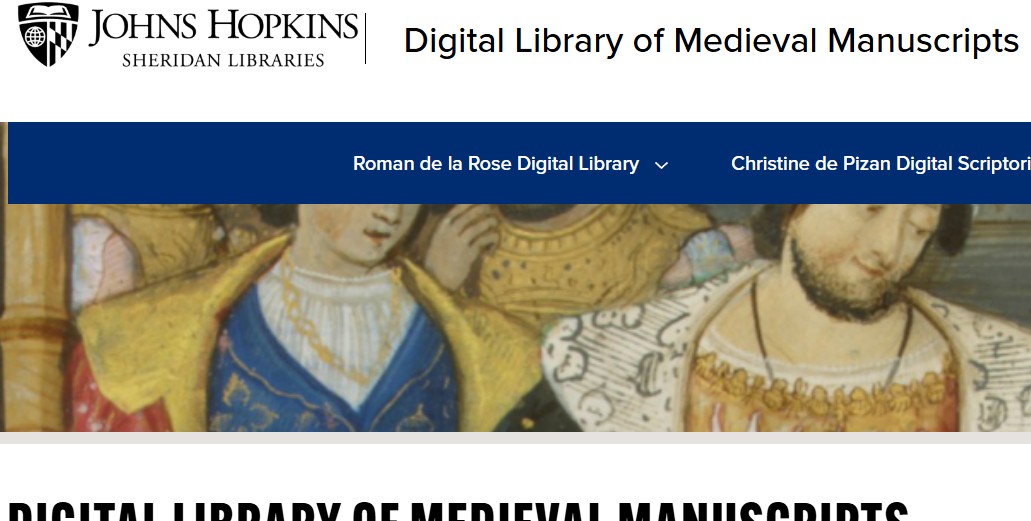 JOHNS HOPKINS
SHERIDAN LIBRARIES
Digital Library of Medieval Manuscripts
Roman de la Rose Digital Library
Christine de Pizan Digital Scriptori
DIGITAL LIBRARY OF MEDIEVAL MANUSCRIPTS